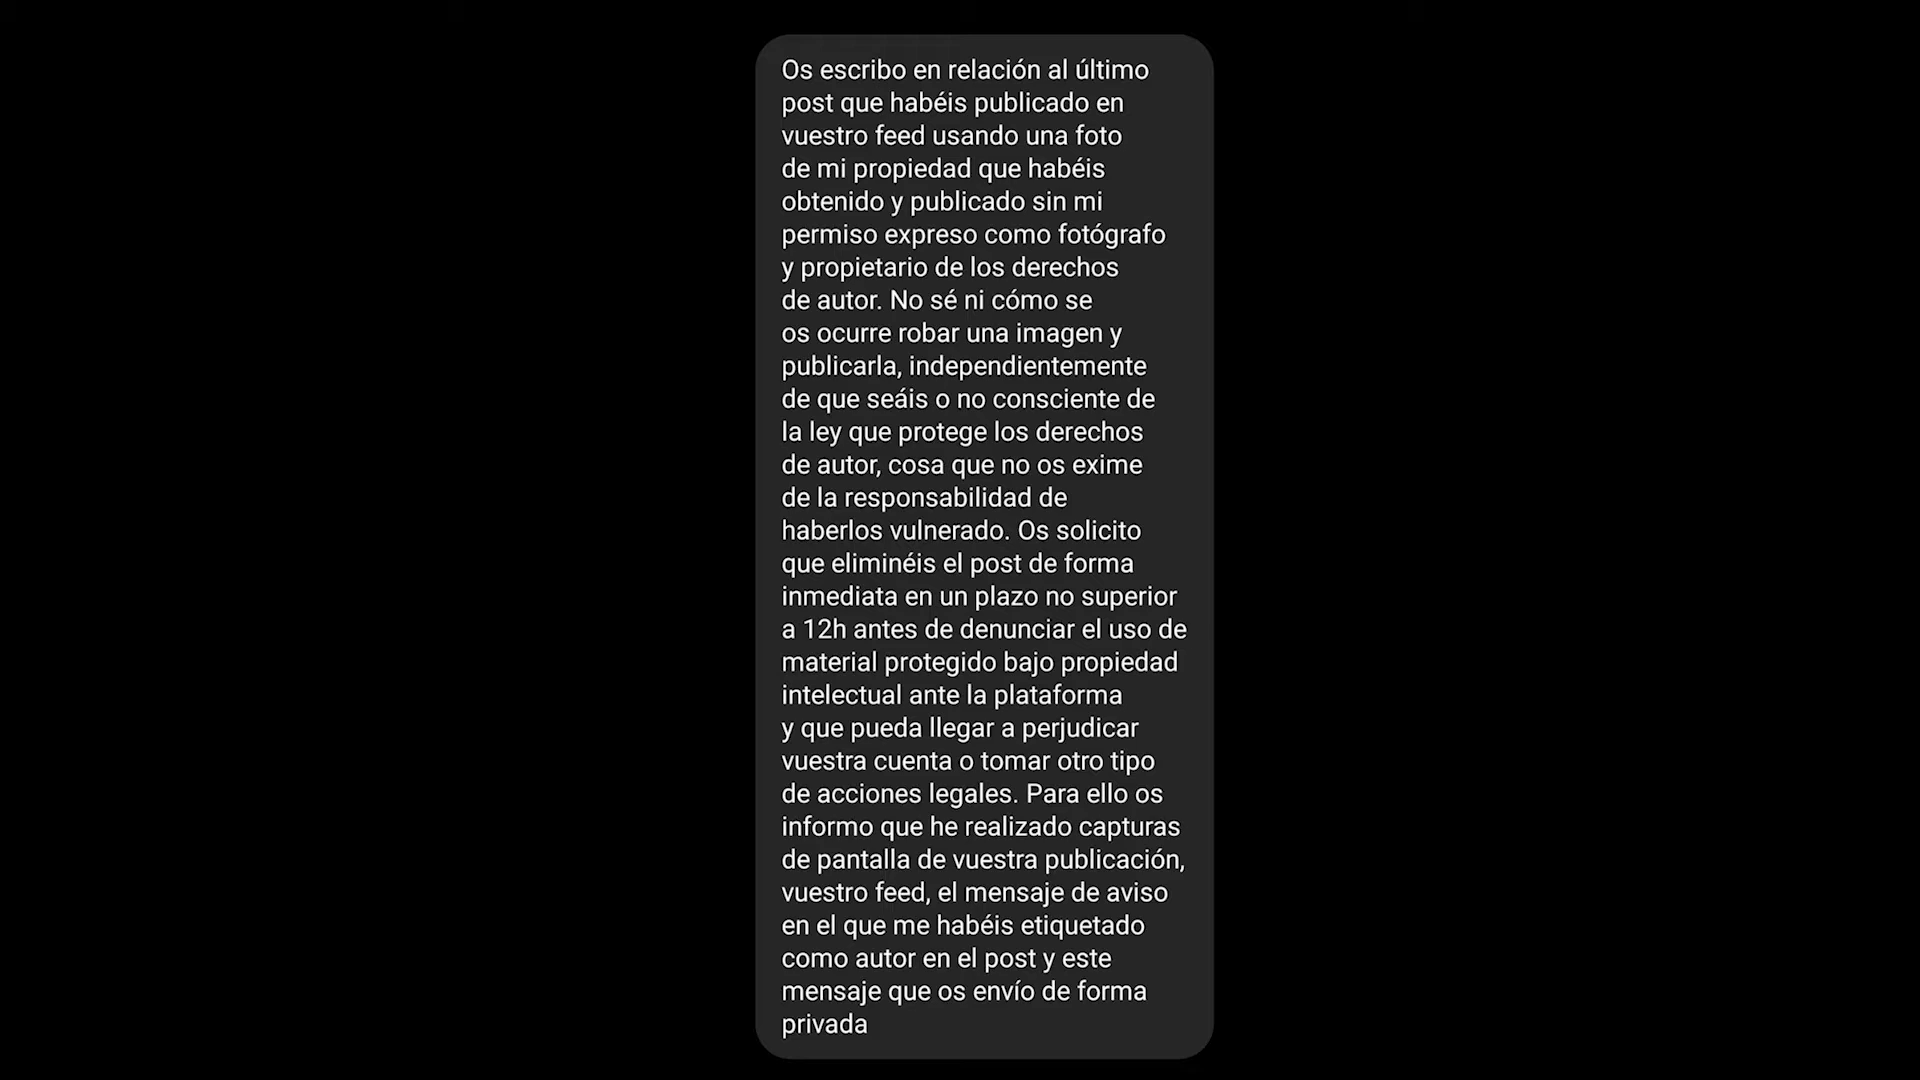 Os escribo en relación al último
post que habéis publicado en
vuestro feed usando una foto
de mi propiedad que habéis
obtenido y publicado sin mi
permiso expreso como fotógrafo
y propietario de los derechos
de autor. No sé ni cómo se
os ocurre robar una imagen y
publicarla, independientemente
de que seáis o no consciente de
la ley que protege los derechos
de autor, cosa que no os exime
de la responsabilidad de
haberlos vulnerado. Os solicito
que eliminéis el post de forma
inmediata en un plazo no superior
a 12h antes de denunciar el uso de
material protegido bajo propiedad
intelectual ante la plataforma
y que pueda llegar a perjudicar
vuestra cuenta o tomar otro tipo
de acciones legales. Para ello os
informo que he realizado capturas
de pantalla de vuestra publicación,
vuestro feed, el mensaje de aviso
en el que me habéis etiquetado
como autor en el post y este
mensaje que os envío de forma
privada